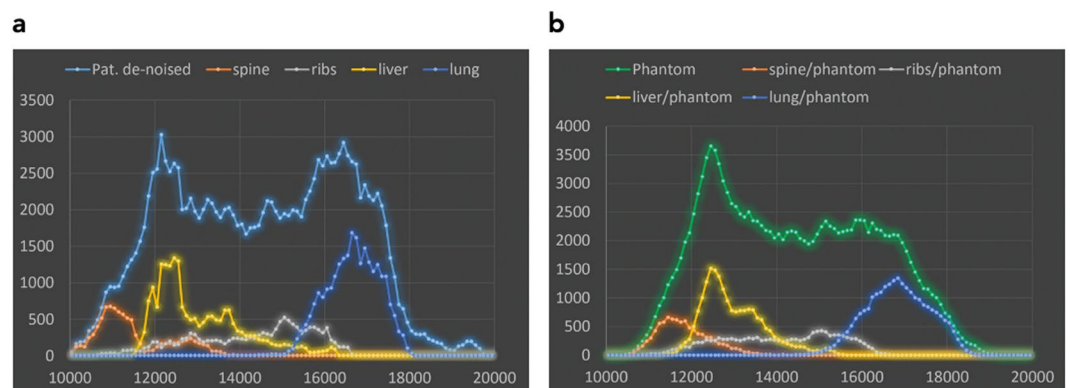 a
Pat. de-noised spine ribs liver lung
3500
3000
2500
2000
1500
1000
500
0
10000 12000 14000 16000 18000 20000
b
Phantom spine/phantom ribs/phantom
liver/phantom lung/phantom
4000
3500
3000
2500
2000
1500
1000
500
0
10000 12000 14000 16000 18000 20000